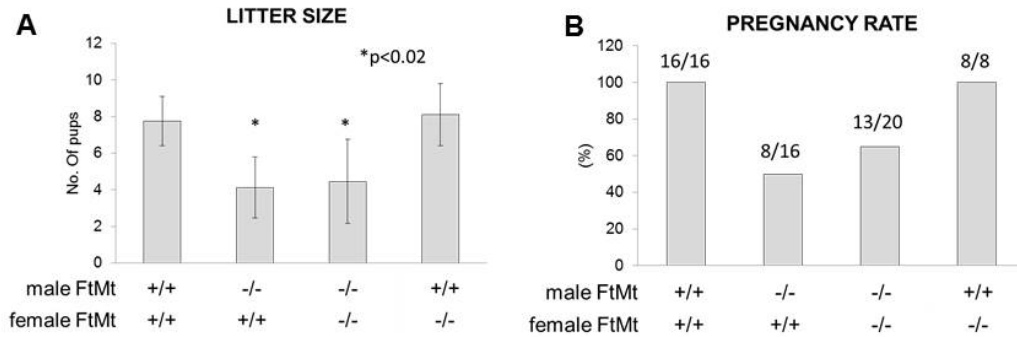 A
LITTER SIZE
*p<0.02
No. Of pups
12
10
8
6
4
2
0
* *
male FtMt +/+ -/- -/- +/+
female FtMt +/+ +/+ -/- -/-
B
PREGNANCY RATE
(%)
120
100
80
60
40
20
0
16/16 8/16 13/20 8/8
male FtMt +/+ -/- -/- +/+
female FtMt +/+ +/+ -/- -/-